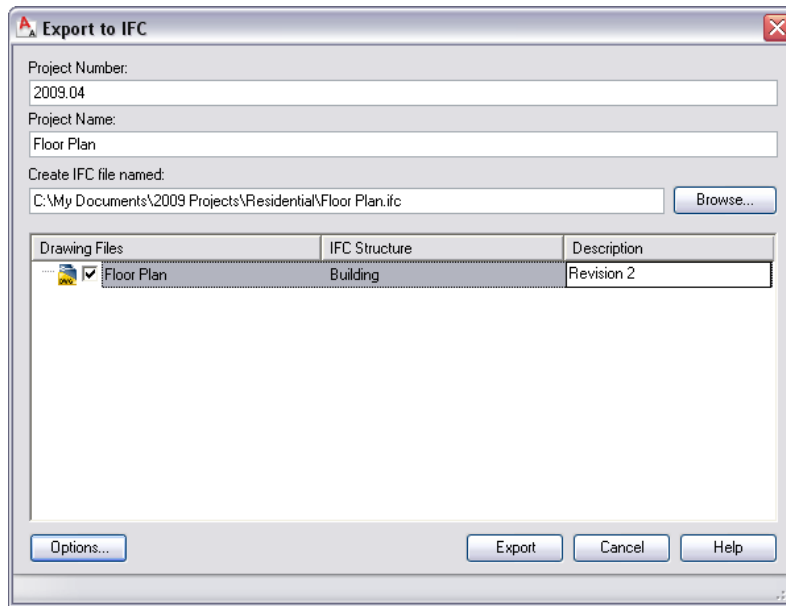 Export to IFC
Project Number:
2009.04
Project Name:
Floor Plan
Create IFC file named:
C:\My Documents\2009 Projects\Residential\Floor Plan.ifc Browse...
Drawing Files IFC Structure Description
DWG Floor Plan Building Revision 2
Options... Export Cancel Help